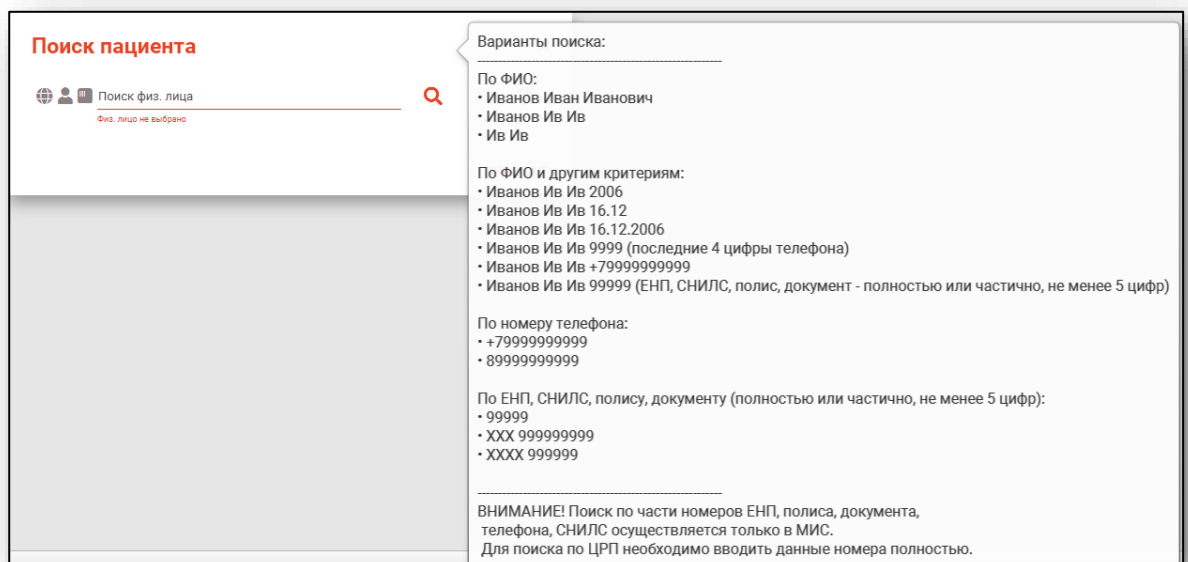 Поиск пациента
Поиск физ. лица
Физ. лицо не выбрано
Варианты поиска:
------------------------------------------------------------
По ФИО:
• Иванов Иван Иванович
• Иванов Ив Ив
• Ив Ив
По ФИО и другим критериям:
• Иванов Ив Ив 2006
• Иванов Ив Ив 16.12
• Иванов Ив Ив 16.12.2006
• Иванов Ив Ив 9999 (последние 4 цифры телефона)
• Иванов Ив Ив +79999999999
• Иванов Ив Ив 99999 (ЕНП, СНИЛС, полис, документ - полностью или частично, не менее 5 цифр)
По номеру телефона:
• +79999999999
• 89999999999
По ЕНП, СНИЛС, полису, документу (полностью или частично, не менее 5 цифр):
• 99999
• XXX 999999999
• XXXX 999999
------------------------------------------------------------
ВНИМАНИЕ! Поиск по части номеров ЕНП, полиса, документа,
телефона, СНИЛС осуществляется только в МИС.
Для поиска по ЦРП необходимо вводить данные номера полностью.